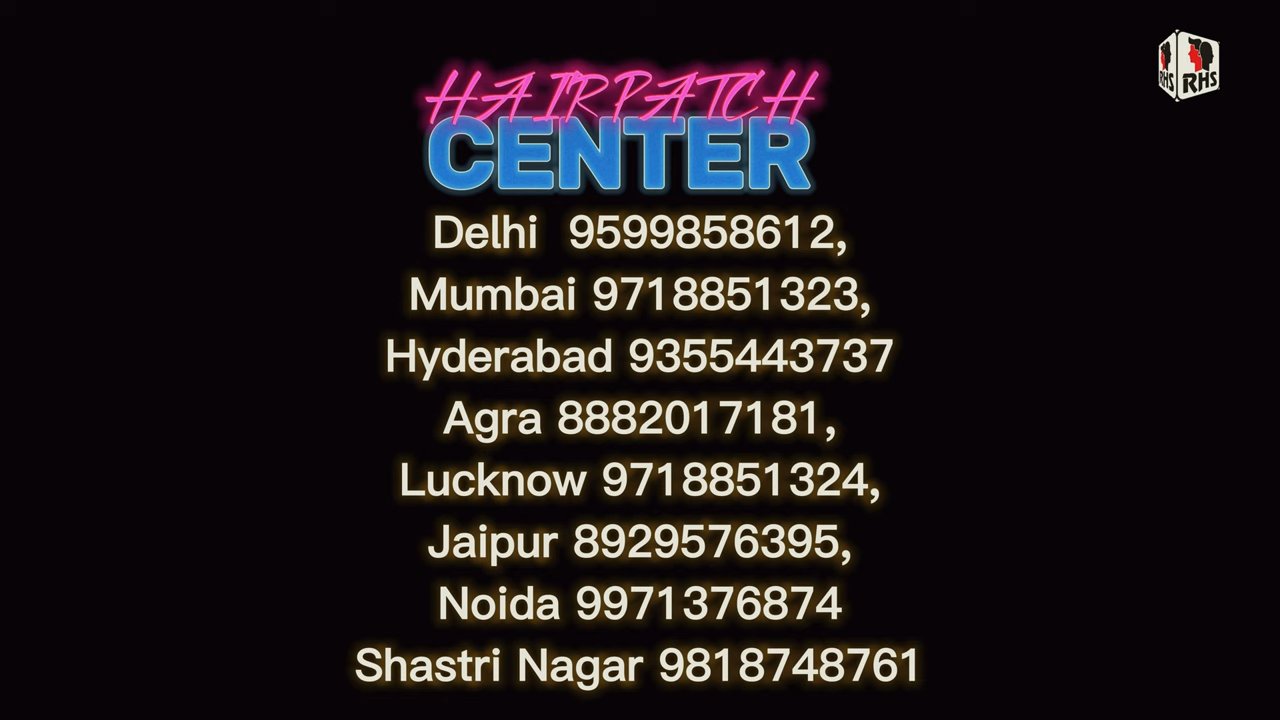 HAIRPATCH
CENTER
RHS RHS
Delhi 9599858612,
Mumbai 9718851323,
Hyderabad 9355443737
Agra 8882017181,
Lucknow 9718851324,
Jaipur 8929576395,
Noida 9971376874
Shastri Nagar 9818748761